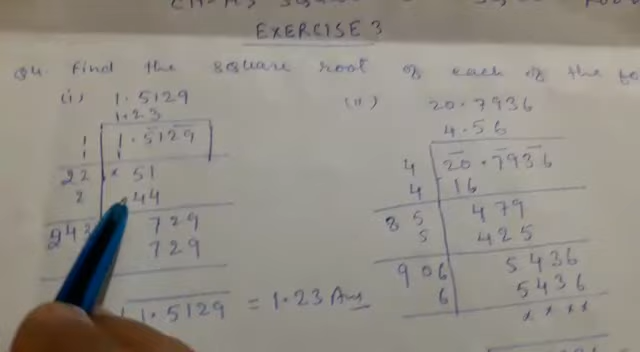 EXERCISE 3
Q4. Find the square root of each of the fo
(i) 1.5129
1.23
1 1.5129
1 1
22 × 51
2 44
242 729
729
1.5129 = 1.23 Ans
(ii) 20.7936
4.56
4 20.7936
4 16
85 479
5 425
906 5436
6 5436
× × × ×